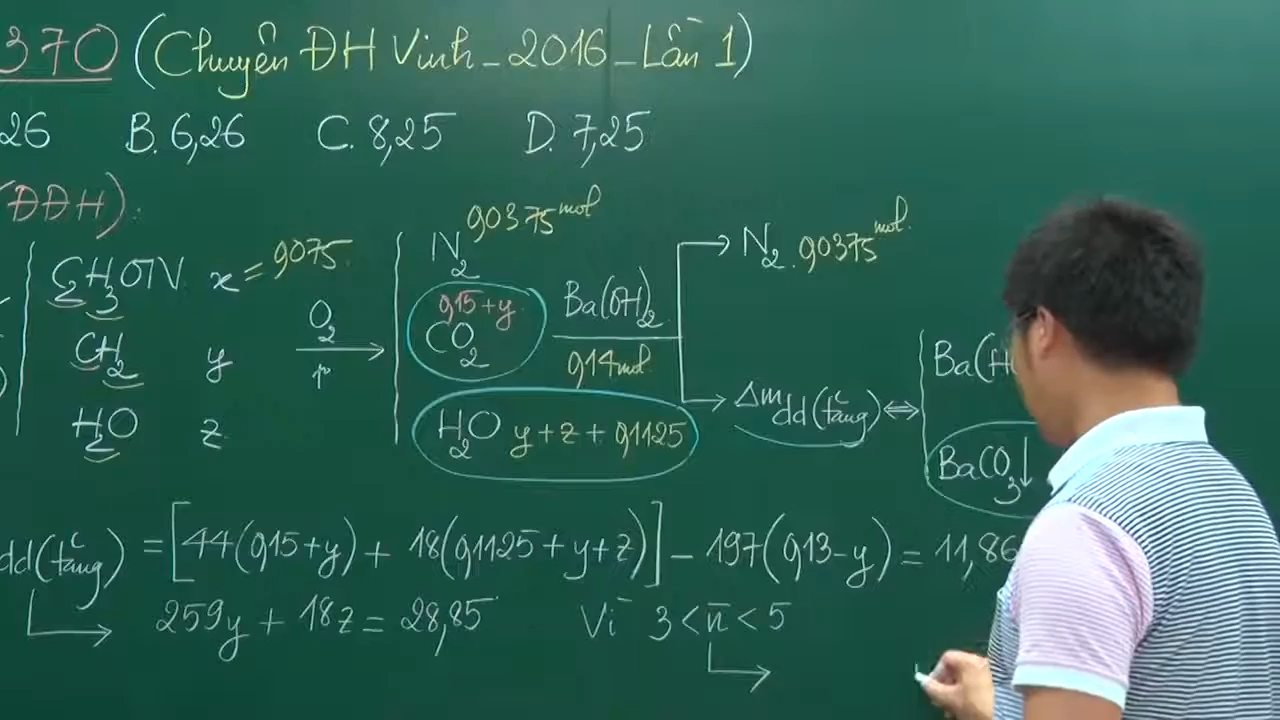 370 (Chuyên ĐH Vinh_2016_Lần 1)
26 B. 6,26 C. 8,25 D. 7,25
(ĐĐH).
C₂H₃ON x = 0,075
CH₂ y
H₂O z
O₂
to
N₂ 0,0375 mol
0,15+y
CO₂
H₂O y+z+0,1125
Ba(OH)₂
0,14 mol
N₂. 0,0375 mol.
Δm dd(tăng) ⇔
Ba(H
BaCO₃↓
dd(tăng) = [44(0,15+y) + 18(0,1125+y+z)] − 197(0,13−y) = 11,86
259y + 18z = 28,85 Vì 3 < n̄ < 5